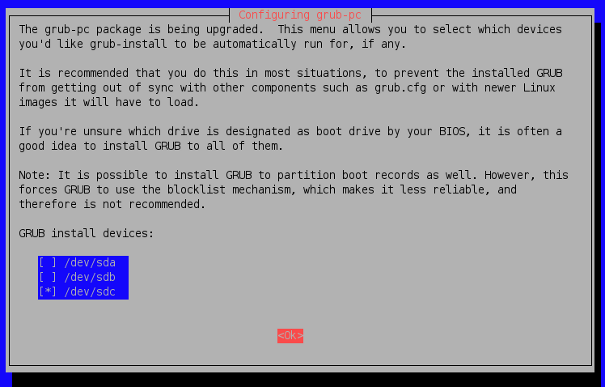 Configuring grub-pc
The grub-pc package is being upgraded.  This menu allows you to select which devices
you'd like grub-install to be automatically run for, if any.
It is recommended that you do this in most situations, to prevent the installed GRUB
from getting out of sync with other components such as grub.cfg or with newer Linux
images it will have to load.
If you're unsure which drive is designated as boot drive by your BIOS, it is often a
good idea to install GRUB to all of them.
Note: It is possible to install GRUB to partition boot records as well. However, this
forces GRUB to use the blocklist mechanism, which makes it less reliable, and
therefore is not recommended.
GRUB install devices:
[ ] /dev/sda
[ ] /dev/sdb
[*] /dev/sdc
<Ok>